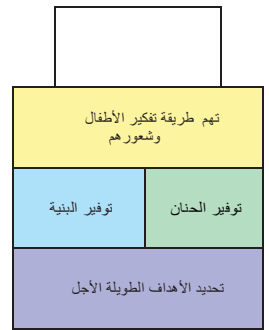 تهم طريقة تفكير الأطفال
وشعورهم
توفير الحنان
توفير البنية
تحديد الأهداف الطويلة الأجل